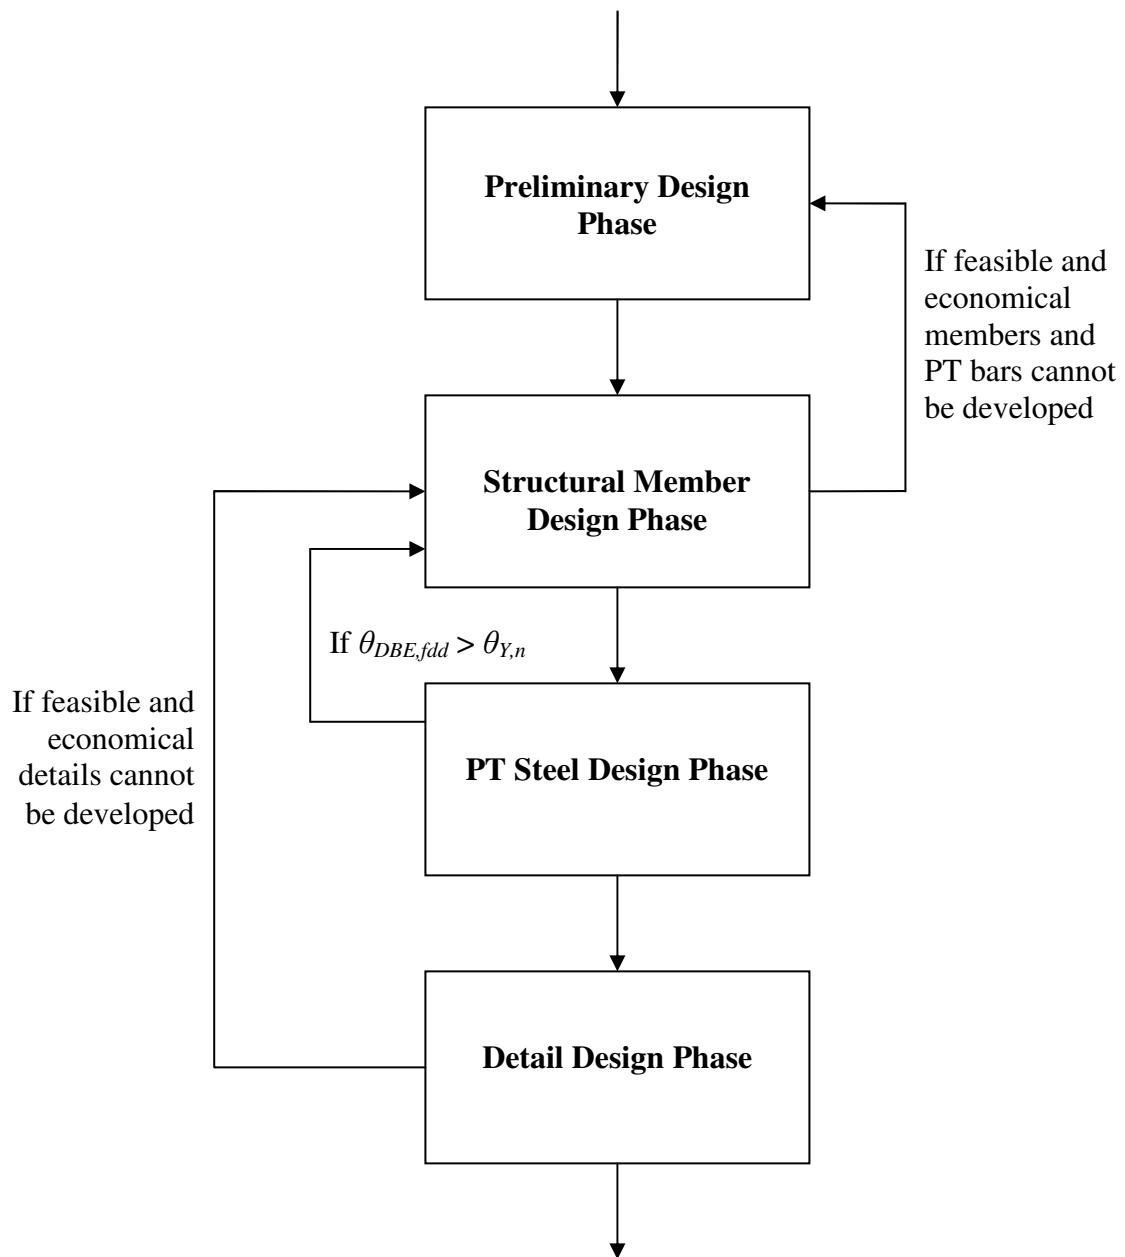 Preliminary Design
Phase
If feasible and
economical
members and
PT bars cannot
be developed
Structural Member
Design Phase
If θDBE,fdd > θY,n
If feasible and
economical
details cannot
be developed
PT Steel Design Phase
Detail Design Phase